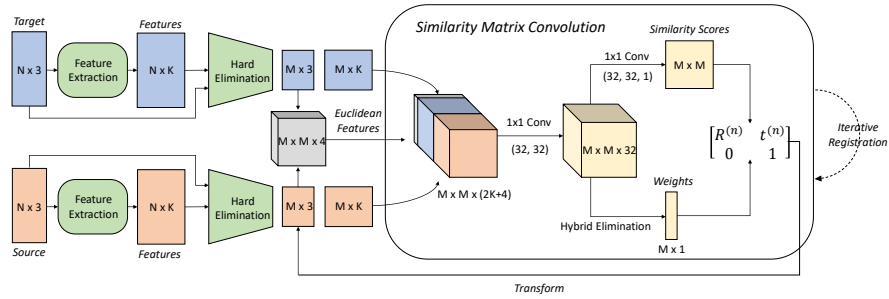 Target
N x 3
Feature
Extraction
Features
N x K
Hard
Elimination
M x 3
M x K
M x M x 4
Euclidean
Features
Source
N x 3
Feature
Extraction
N x K
Features
Hard
Elimination
M x 3
M x K
Similarity Matrix Convolution
M x M x (2K+4)
1x1 Conv
(32, 32)
M x M x 32
1x1 Conv
(32, 32, 1)
Similarity Scores
M x M
Hybrid Elimination
Weights
M x 1
R⁽ⁿ⁾ t⁽ⁿ⁾
0 1
Iterative
Registration
Transform